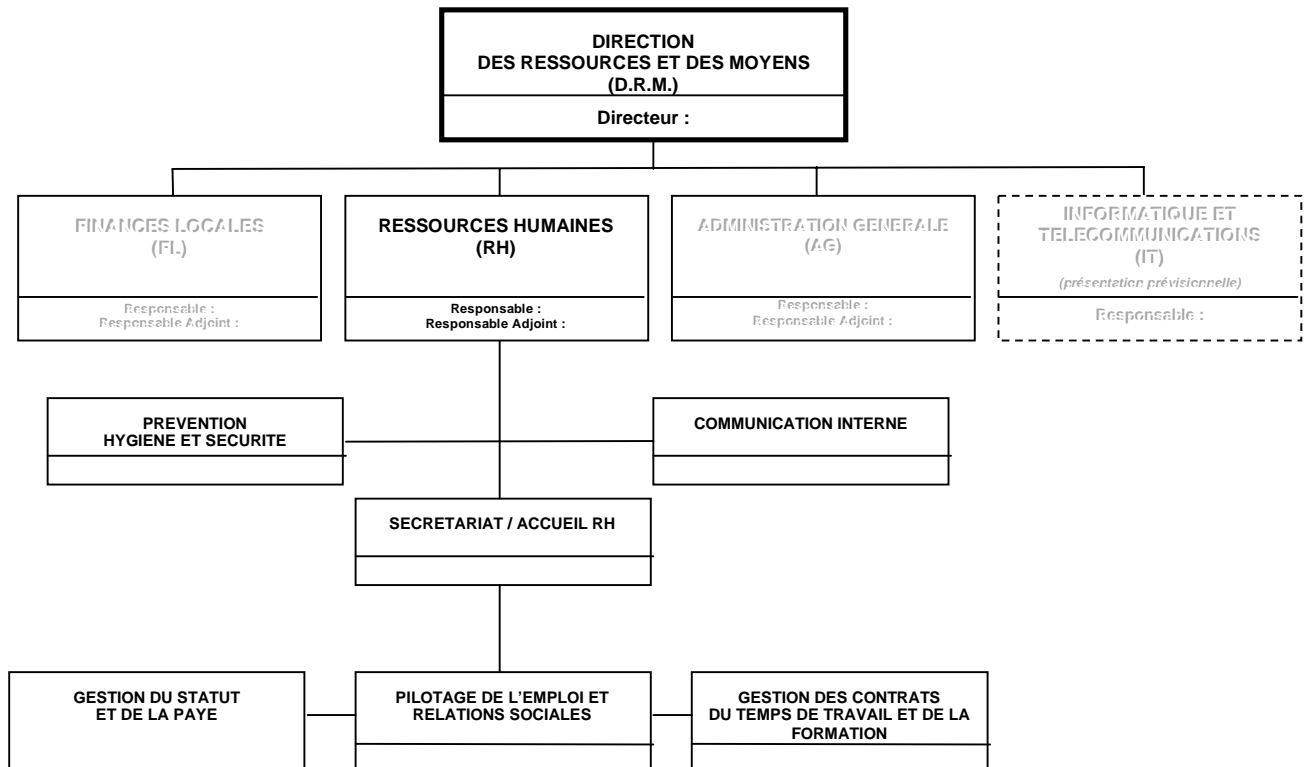 DIRECTION
DES RESSOURCES ET DES MOYENS
(D.R.M.)
Directeur :
FINANCES LOCALES
(FL)
Responsable :
Responsable Adjoint :
RESSOURCES HUMAINES
(RH)
Responsable :
Responsable Adjoint :
ADMINISTRATION GENERALE
(AG)
Responsable :
Responsable Adjoint :
INFORMATIQUE ET
TELECOMMUNICATIONS
(IT)
(présentation prévisionnelle)
Responsable :
PREVENTION
HYGIENE ET SECURITE
COMMUNICATION INTERNE
SECRETARIAT / ACCUEIL RH
GESTION DU STATUT
ET DE LA PAYE
PILOTAGE DE L’EMPLOI ET
RELATIONS SOCIALES
GESTION DES CONTRATS
DU TEMPS DE TRAVAIL ET DE LA
FORMATION